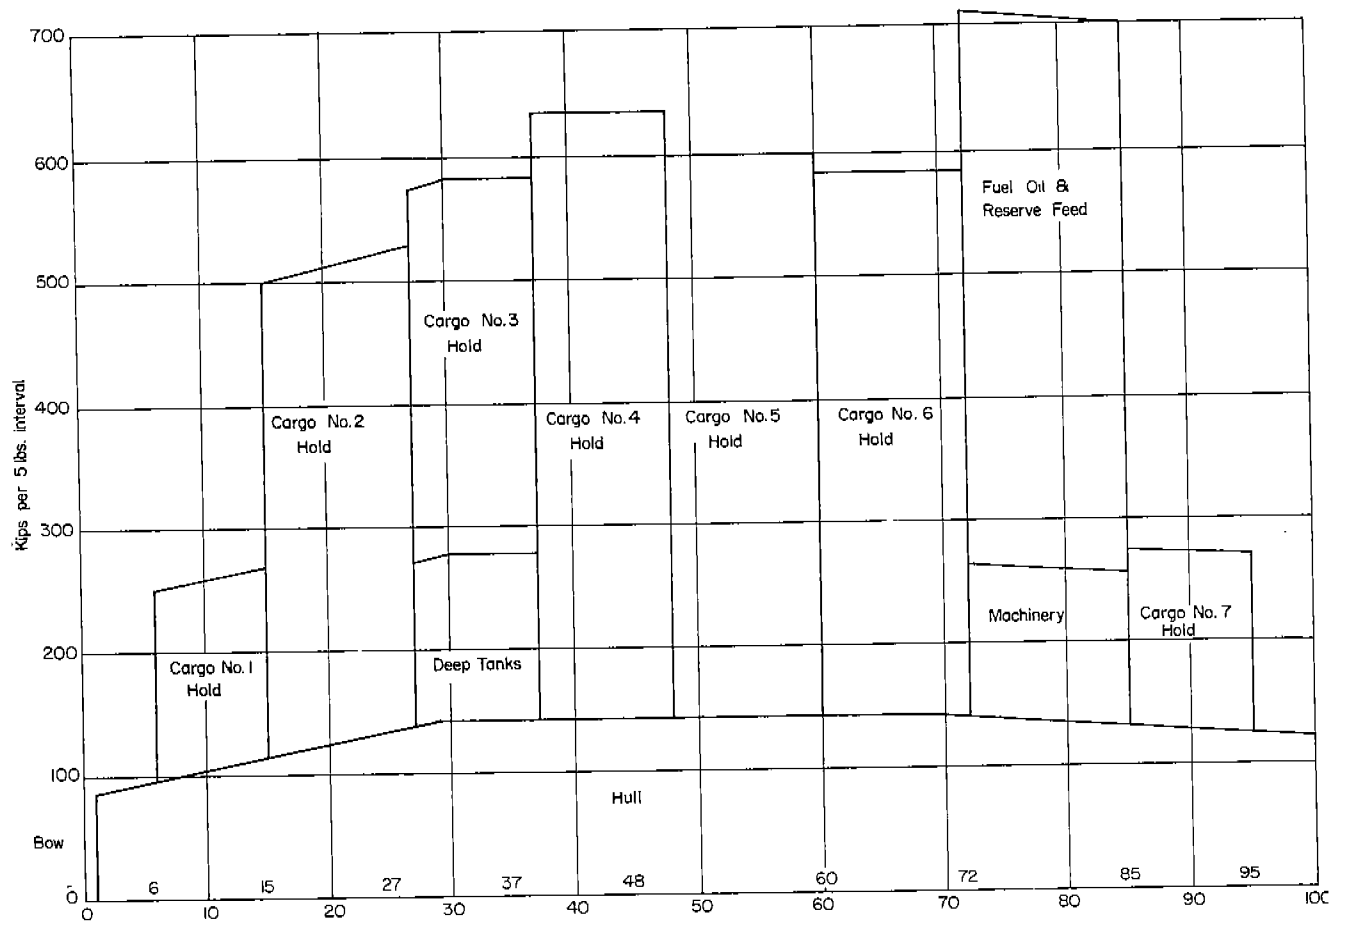 700
600
500
400
300
200
100
0
Kips per 5 lbs. interval
Bow
Fuel Oil &
Reserve Feed
Cargo No.3
Hold
Cargo No.2
Hold
Cargo No.4
Hold
Cargo No.5
Hold
Cargo No.6
Hold
Machinery
Cargo No.7
Hold
Cargo No.1
Hold
Deep Tanks
Hull
6 15 27 37 48 60 72 85 95
0 10 20 30 40 50 60 70 80 90 100